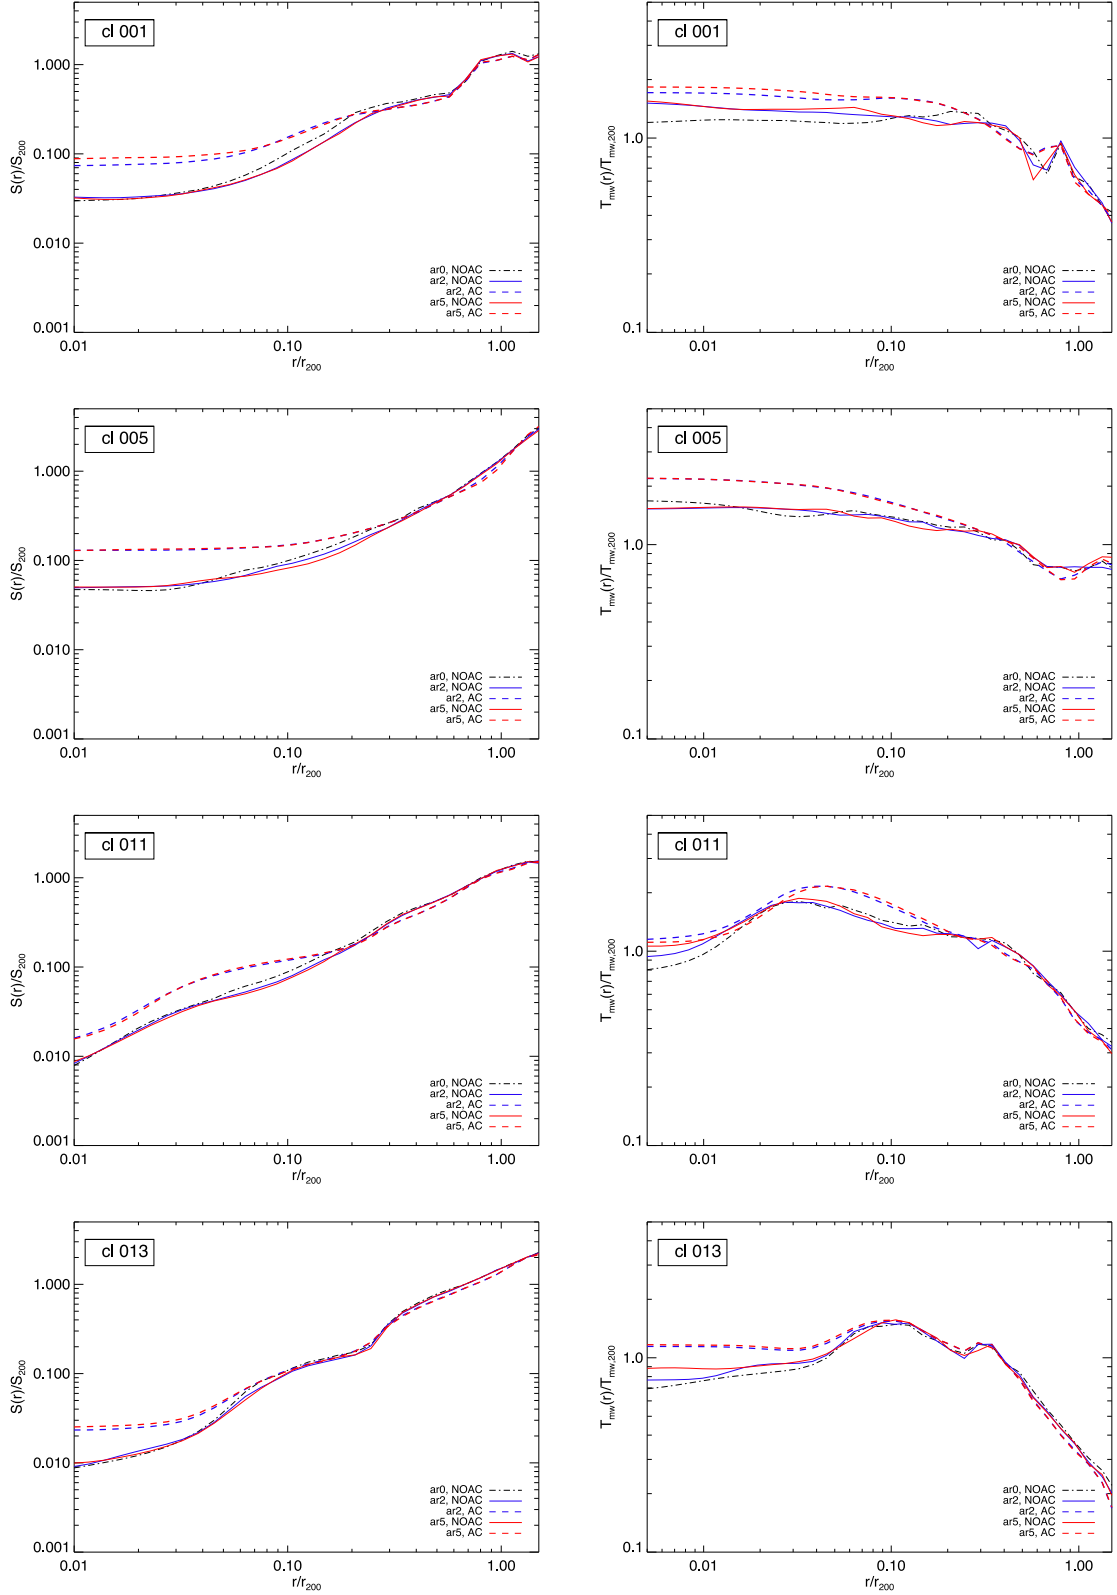 cl 001
S(r)/S200
1.000
0.100
0.010
0.001
ar0, NOAC
ar2, NOAC
ar2, AC
ar5, NOAC
ar5, AC
0.01 0.10 1.00
r/r200
cl 001
Tmw(r)/Tmw,200
1.0
0.1
ar0, NOAC
ar2, NOAC
ar2, AC
ar5, NOAC
ar5, AC
0.01 0.10 1.00
r/r200
cl 005
S(r)/S200
1.000
0.100
0.010
0.001
ar0, NOAC
ar2, NOAC
ar2, AC
ar5, NOAC
ar5, AC
0.01 0.10 1.00
r/r200
cl 005
Tmw(r)/Tmw,200
1.0
0.1
ar0, NOAC
ar2, NOAC
ar2, AC
ar5, NOAC
ar5, AC
0.01 0.10 1.00
r/r200
cl 011
S(r)/S200
1.000
0.100
0.010
0.001
ar0, NOAC
ar2, NOAC
ar2, AC
ar5, NOAC
ar5, AC
0.01 0.10 1.00
r/r200
cl 011
Tmw(r)/Tmw,200
1.0
0.1
ar0, NOAC
ar2, NOAC
ar2, AC
ar5, NOAC
ar5, AC
0.01 0.10 1.00
r/r200
cl 013
S(r)/S200
1.000
0.100
0.010
0.001
ar0, NOAC
ar2, NOAC
ar2, AC
ar5, NOAC
ar5, AC
0.01 0.10 1.00
r/r200
cl 013
Tmw(r)/Tmw,200
1.0
0.1
ar0, NOAC
ar2, NOAC
ar2, AC
ar5, NOAC
ar5, AC
0.01 0.10 1.00
r/r200